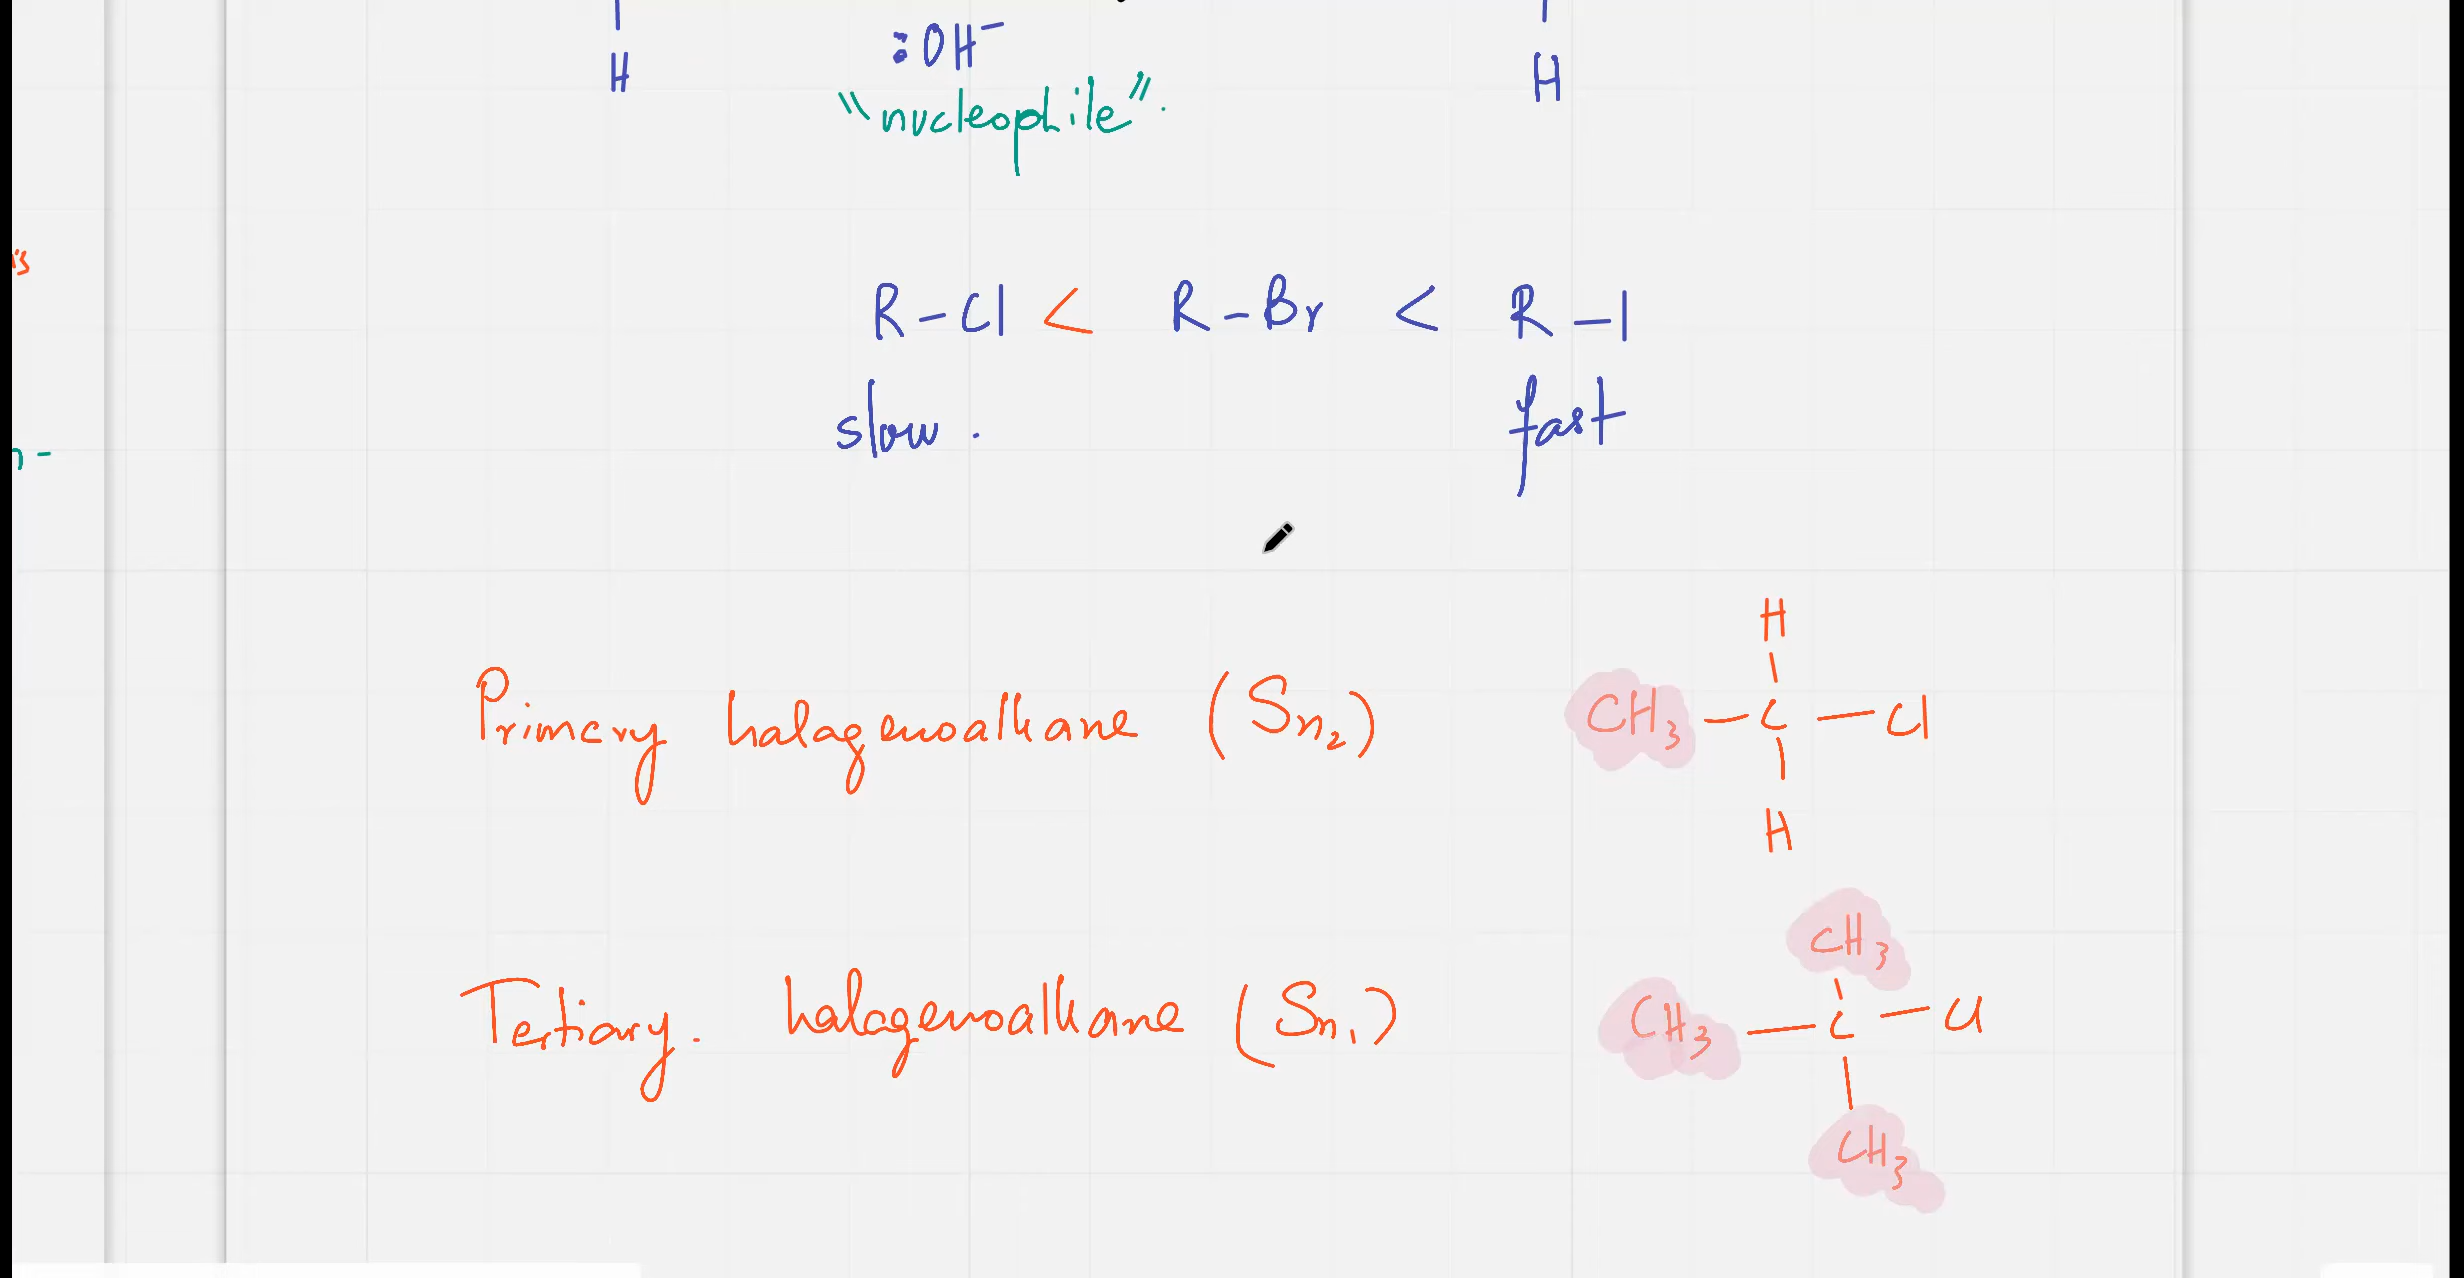 :OH⁻
H H
"nucleophile".
's
R-Cl < R-Br < R-I
slow. fast
n-
H
Primary halogenoalkane (Sn₂) CH₃-C-Cl
H
CH₃
Tertiary. halogenoalkane (Sn₁) CH₃-C-Cl
CH₃